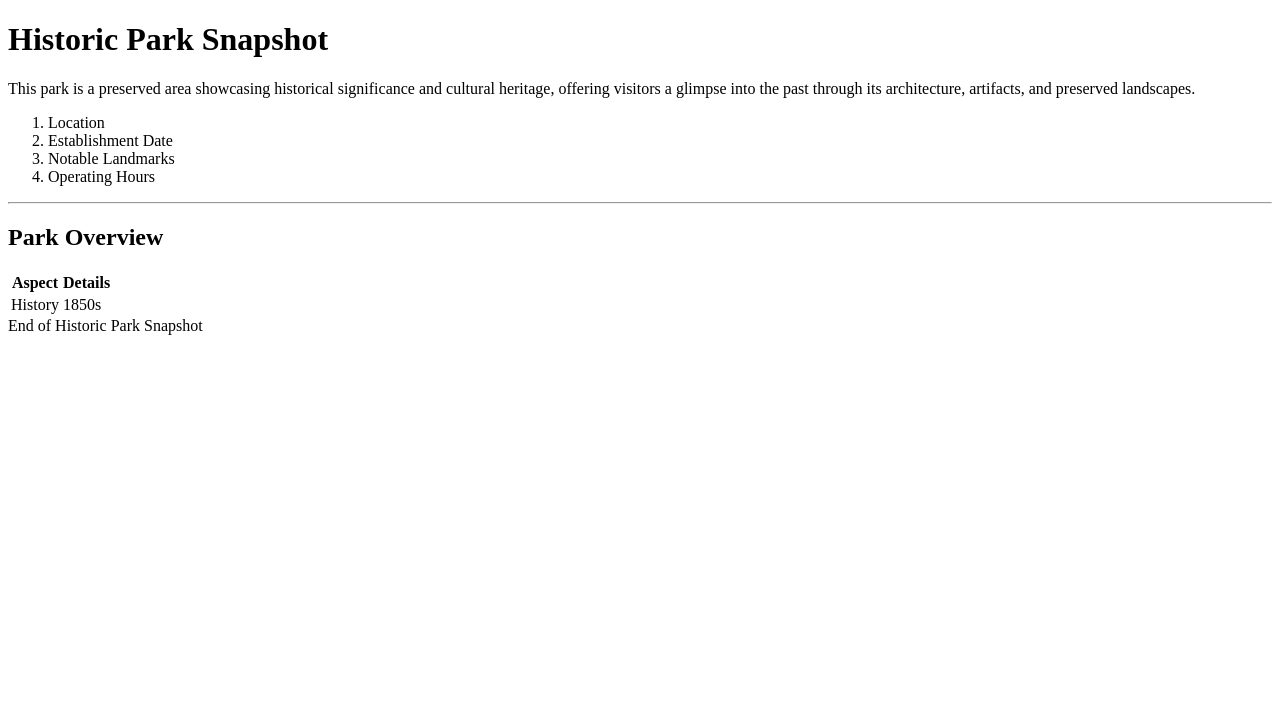 Historic Park Snapshot
This park is a preserved area showcasing historical significance and cultural heritage, offering visitors a glimpse into the past through its architecture, artifacts, and preserved landscapes.
1. Location
2. Establishment Date
3. Notable Landmarks
4. Operating Hours
Park Overview
Aspect Details
History 1850s
End of Historic Park Snapshot